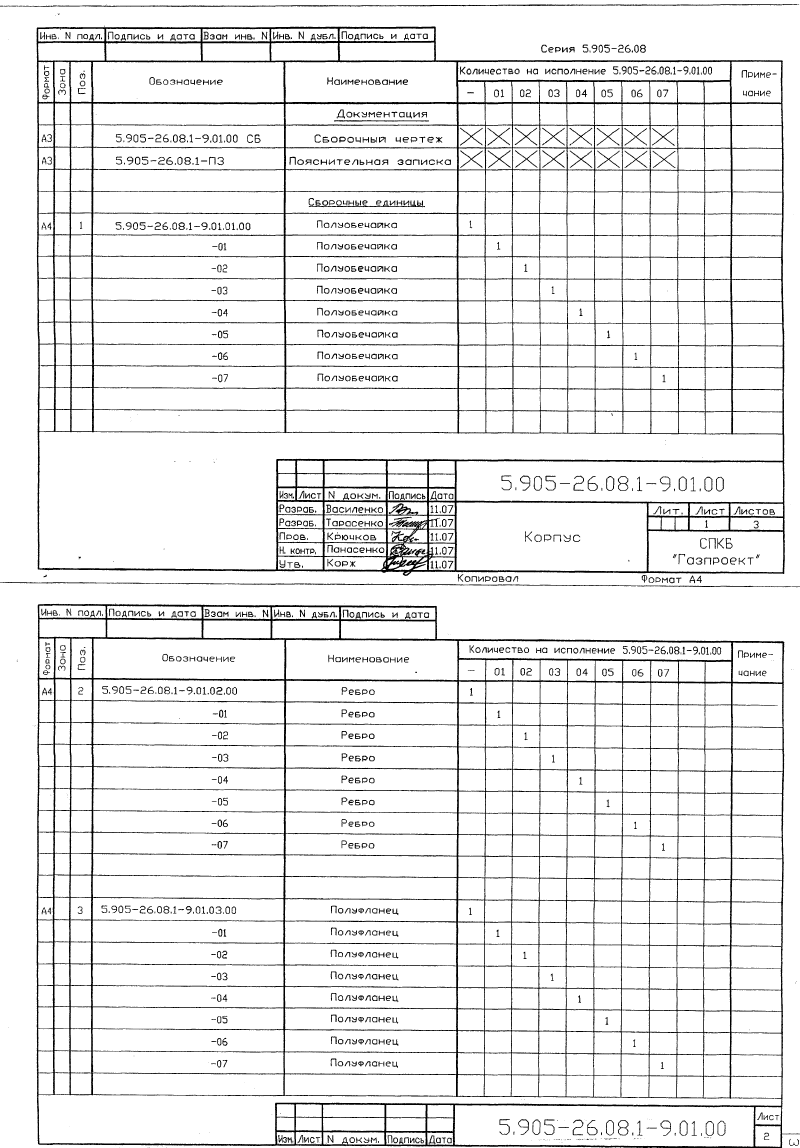 Инв. N подл. Подпись и дата Взам инв. N Инв. N дубл. Подпись и дата
Серия 5.905-26.08
Формат Зона Поз. Обозначение Наименование Количество на исполнение 5.905-26.08.1-9.01.00 Приме-
- 01 02 03 04 05 06 07 чание
Документация
А3 5.905-26.08.1-9.01.00 СБ Сборочный чертеж
А3 5.905-26.08.1-ПЗ Пояснительная записка
Сборочные единицы
А4 1 5.905-26.08.1-9.01.01.00 Полуобечайка 1
-01 Полуобечайка 1
-02 Полуобечайка 1
-03 Полуобечайка 1
-04 Полуобечайка 1
-05 Полуобечайка 1
-06 Полуобечайка 1
-07 Полуобечайка 1
5.905-26.08.1-9.01.00
Изм. Лист N докум. Подпись Дата
Разраб. Василенко 11.07
Разраб. Тарасенко 11.07
Пров. Крючков 11.07
Н. контр. Панасенко 11.07
Утв. Корж 11.07
Корпус
Лит. Лист Листов
1 3
СПКБ
"Газпроект"
Копировал Формат А4
Инв. N подл. Подпись и дата Взам инв. N Инв. N дубл. Подпись и дата
Формат Зона Поз. Обозначение Наименование Количество на исполнение 5.905-26.08.1-9.01.00 Приме-
- 01 02 03 04 05 06 07 чание
А4 2 5.905-26.08.1-9.01.02.00 Ребро 1
-01 Ребро 1
-02 Ребро 1
-03 Ребро 1
-04 Ребро 1
-05 Ребро 1
-06 Ребро 1
-07 Ребро 1
А4 3 5.905-26.08.1-9.01.03.00 Полуфланец 1
-01 Полуфланец 1
-02 Полуфланец 1
-03 Полуфланец 1
-04 Полуфланец 1
-05 Полуфланец 1
-06 Полуфланец 1
-07 Полуфланец 1
Изм. Лист N докум. Подпись Дата
5.905-26.08.1-9.01.00
Лист
2
3